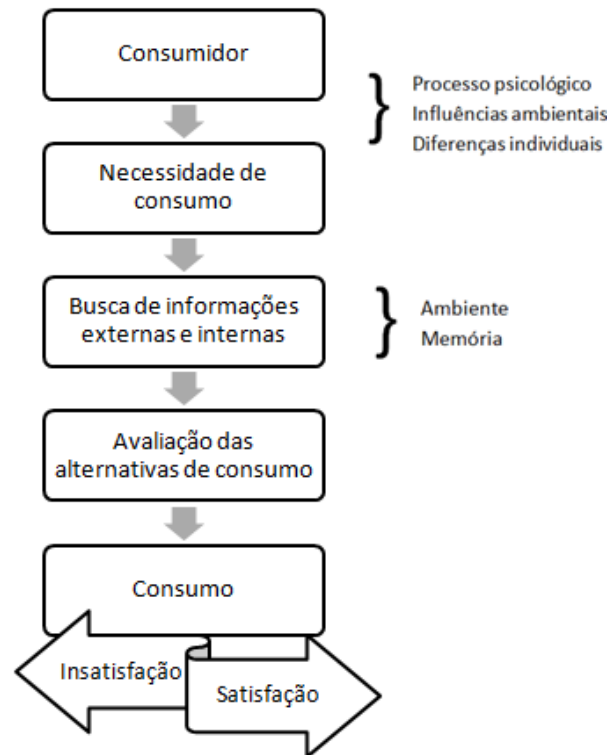 Consumidor
Processo psicológico
Influências ambientais
Diferenças individuais
Necessidade de
consumo
Busca de informações
externas e internas
Ambiente
Memória
Avaliação das
alternativas de consumo
Consumo
Insatisfação
Satisfação